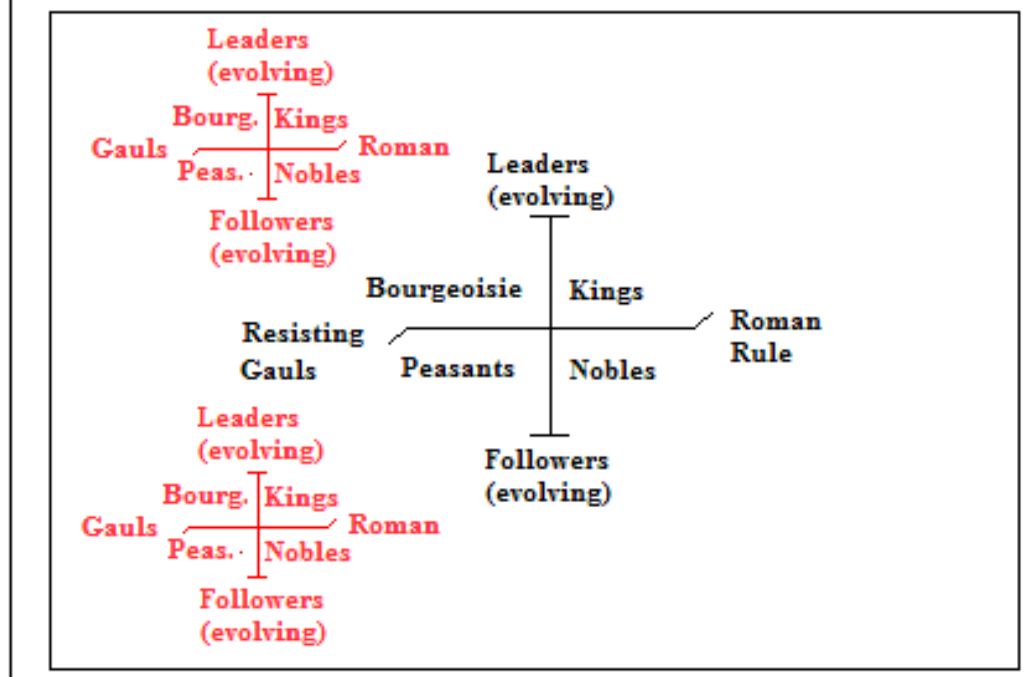 Leaders
(evolving)
Bourg. Kings
Gauls Roman
Peas. Nobles
Followers
(evolving)
Leaders
(evolving)
Bourgeoisie Kings
Resisting Roman
Gauls Rule
Peasants Nobles
Followers
(evolving)
Leaders
(evolving)
Bourg. Kings
Gauls Roman
Peas. Nobles
Followers
(evolving)